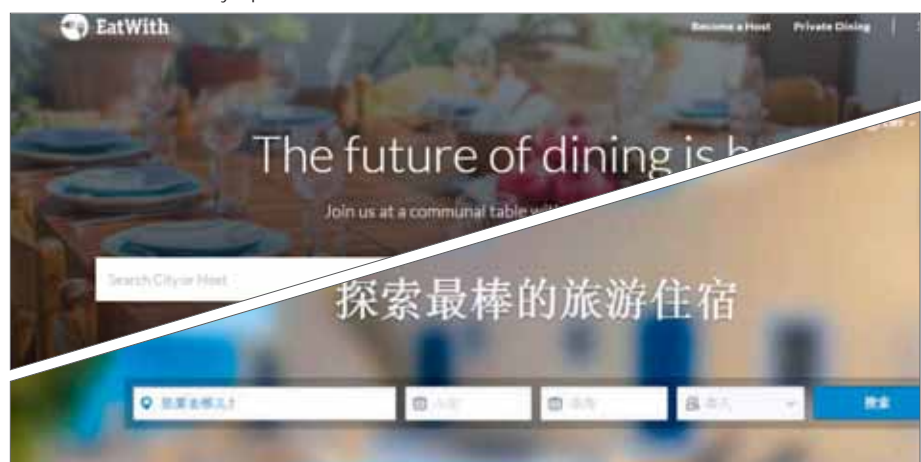 EatWith
Become a Host Private Dining
The future of dining is
Join us at a communal table
Search City or Host
探索最棒的旅游住宿
搜索